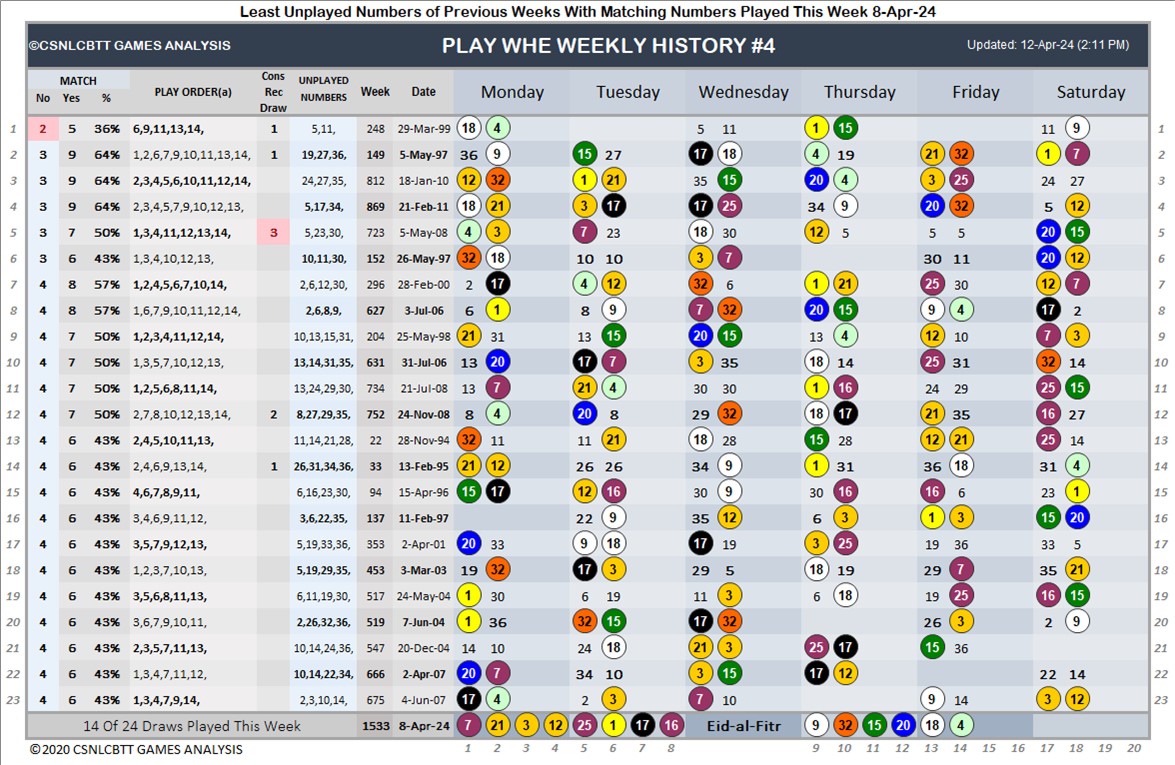 Least Unplayed Numbers of Previous Weeks With Matching Numbers Played This Week 8-Apr-24
©CSNLCBTT GAMES ANALYSIS PLAY WHE WEEKLY HISTORY #4 Updated: 12-Apr-24 (2:11 PM)
MATCH Cons
No Yes % PLAY ORDER(a) Rec UNPLAYED Week Date Monday Tuesday Wednesday Thursday Friday Saturday
Draw NUMBERS
1 2 5 36% 6,9,11,13,14, 1 5,11, 248 29-Mar-99 18 4 5 11 1 15 11 9 1
2 3 9 64% 1,2,6,7,9,10,11,13,14, 1 19,27,36, 149 5-May-97 36 9 15 27 17 18 4 19 21 32 1 7 2
3 3 9 64% 2,3,4,5,6,10,11,12,14, 24,27,35, 812 18-Jan-10 12 32 1 21 35 15 20 4 3 25 24 27 3
4 3 9 64% 2,3,4,5,7,9,10,12,13, 5,17,34, 869 21-Feb-11 18 21 3 17 17 25 34 9 20 32 5 12 4
5 3 7 50% 1,3,4,11,12,13,14, 3 5,23,30, 723 5-May-08 4 3 7 23 18 30 12 5 5 5 20 15 5
6 3 6 43% 1,3,4,10,12,13, 10,11,30, 152 26-May-97 32 18 10 10 3 7 30 11 20 12 6
7 4 8 57% 1,2,4,5,6,7,10,14, 2,6,12,30, 296 28-Feb-00 2 17 4 12 32 6 1 21 25 30 12 7 7
8 4 8 57% 1,6,7,9,10,11,12,14, 2,6,8,9, 627 3-Jul-06 6 1 8 9 7 32 20 15 9 4 17 2 8
9 4 7 50% 1,2,3,4,11,12,14, 10,13,15,31, 204 25-May-98 21 31 13 15 20 15 13 4 12 10 7 3 9
10 4 7 50% 1,3,5,7,10,12,13, 13,14,31,35, 631 31-Jul-06 13 20 17 7 3 35 18 14 25 31 32 14 10
11 4 7 50% 1,2,5,6,8,11,14, 13,24,29,30, 734 21-Jul-08 13 7 21 4 30 30 1 16 24 29 25 15 11
12 4 7 50% 2,7,8,10,12,13,14, 2 8,27,29,35, 752 24-Nov-08 8 4 20 8 29 32 18 17 21 35 16 27 12
13 4 6 43% 2,4,5,10,11,13, 11,14,21,28, 22 28-Nov-94 32 11 11 21 18 28 15 28 12 21 25 14 13
14 4 6 43% 2,4,6,9,13,14, 1 26,31,34,36, 33 13-Feb-95 21 12 26 26 34 9 1 31 36 18 31 4 14
15 4 6 43% 4,6,7,8,9,11, 6,16,23,30, 94 15-Apr-96 15 17 12 16 30 9 30 16 16 6 23 1 15
16 4 6 43% 3,4,6,9,11,12, 3,6,22,35, 137 11-Feb-97 22 9 35 12 6 3 1 3 15 20 16
17 4 6 43% 3,5,7,9,12,13, 5,19,33,36, 353 2-Apr-01 20 33 9 18 17 19 3 25 19 36 33 5 17
18 4 6 43% 1,2,3,7,10,13, 5,19,29,35, 453 3-Mar-03 19 32 17 3 29 5 18 19 29 7 35 21 18
19 4 6 43% 3,5,6,8,11,13, 6,11,19,30, 517 24-May-04 1 30 6 19 11 3 6 18 19 25 16 15 19
20 4 6 43% 3,6,7,9,10,11, 2,26,32,36, 519 7-Jun-04 1 36 32 15 17 32 26 3 2 9 20
21 4 6 43% 2,3,5,7,11,13, 10,14,24,36, 547 20-Dec-04 14 10 24 18 21 3 25 17 15 36 21
22 4 6 43% 1,3,4,7,11,12, 10,14,22,34, 666 2-Apr-07 20 7 34 10 3 15 17 12 22 14 22
23 4 6 43% 1,3,4,7,9,14, 2,3,10,14, 675 4-Jun-07 17 4 2 3 7 10 9 14 3 12 23
14 Of 24 Draws Played This Week 1533 8-Apr-24 7 21 3 12 25 1 17 16 Eid-al-Fitr 9 32 15 20 18 4
©2020 CSNLCBTT GAMES ANALYSIS 1 2 3 4 5 6 7 8 9 10 11 12 13 14 15 16 17 18 19 20